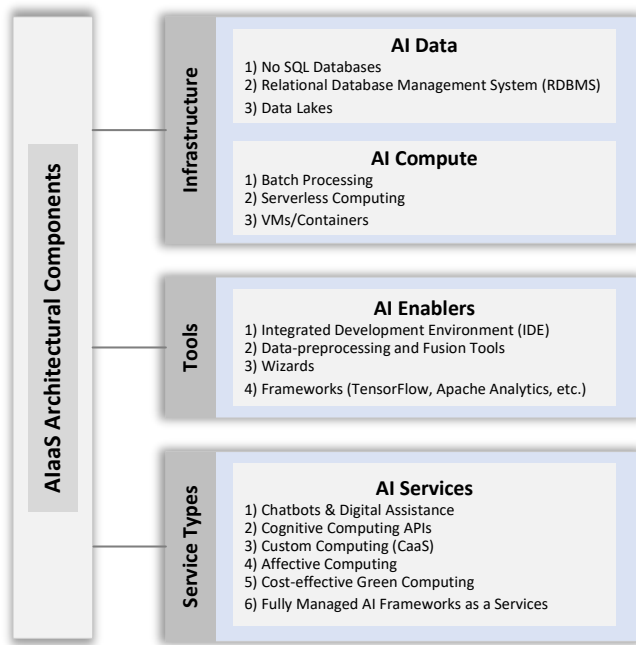 AIaaS Architectural Components
Infrastructure
AI Data
1) No SQL Databases
2) Relational Database Management System (RDBMS)
3) Data Lakes
AI Compute
1) Batch Processing
2) Serverless Computing
3) VMs/Containers
Tools
AI Enablers
1) Integrated Development Environment (IDE)
2) Data-preprocessing and Fusion Tools
3) Wizards
4) Frameworks (TensorFlow, Apache Analytics, etc.)
Service Types
AI Services
1) Chatbots & Digital Assistance
2) Cognitive Computing APIs
3) Custom Computing (CaaS)
4) Affective Computing
5) Cost-effective Green Computing
6) Fully Managed AI Frameworks as a Services